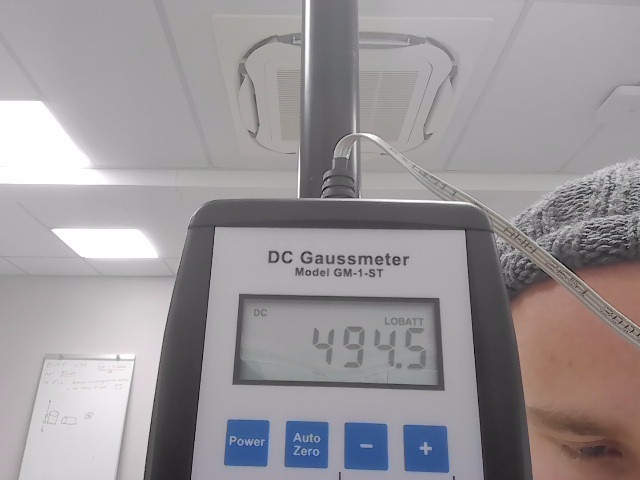 DC Gaussmeter
Model GM-1-ST
DC
LOBATT
494.5
Power
Auto
Zero
-
+